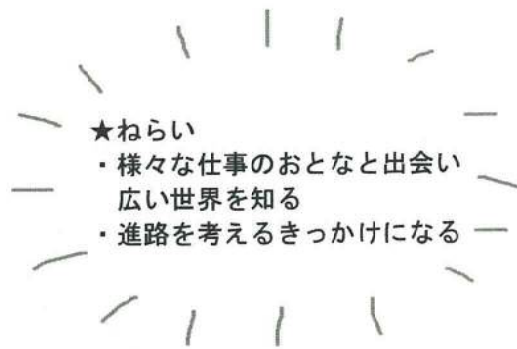 ★ねらい
・様々な仕事のおとなと出会い
広い世界を知る
・進路を考えるきっかけになる